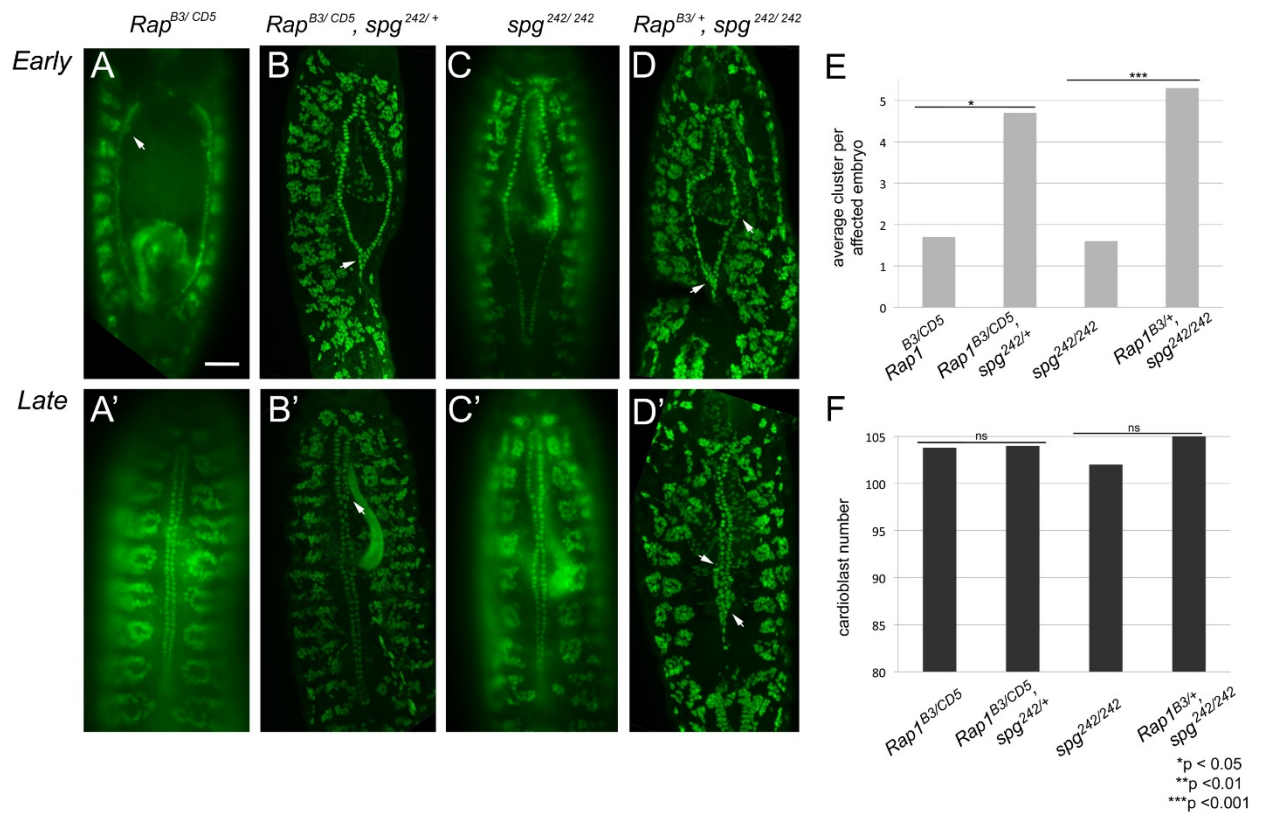 Rap B3/ CD5
Rap B3/ CD5 , spg 242/ +
spg 242/ 242
Rap B3/ + , spg 242/ 242
Early
A
B
C
D
Late
A’
B’
C’
D’
E
average cluster per
affected embryo
5
4
3
2
1
0
*
***
Rap1 B3/CD5
Rap1 B3/CD5,
spg 242/+
spg 242/242
Rap1 B3/+,
spg 242/242
F
cardioblast number
105
100
95
90
85
80
ns
ns
Rap1 B3/CD5
Rap1 B3/CD5,
spg 242/+
spg 242/242
Rap1 B3/+,
spg 242/242
*p < 0.05
**p <0.01
***p <0.001